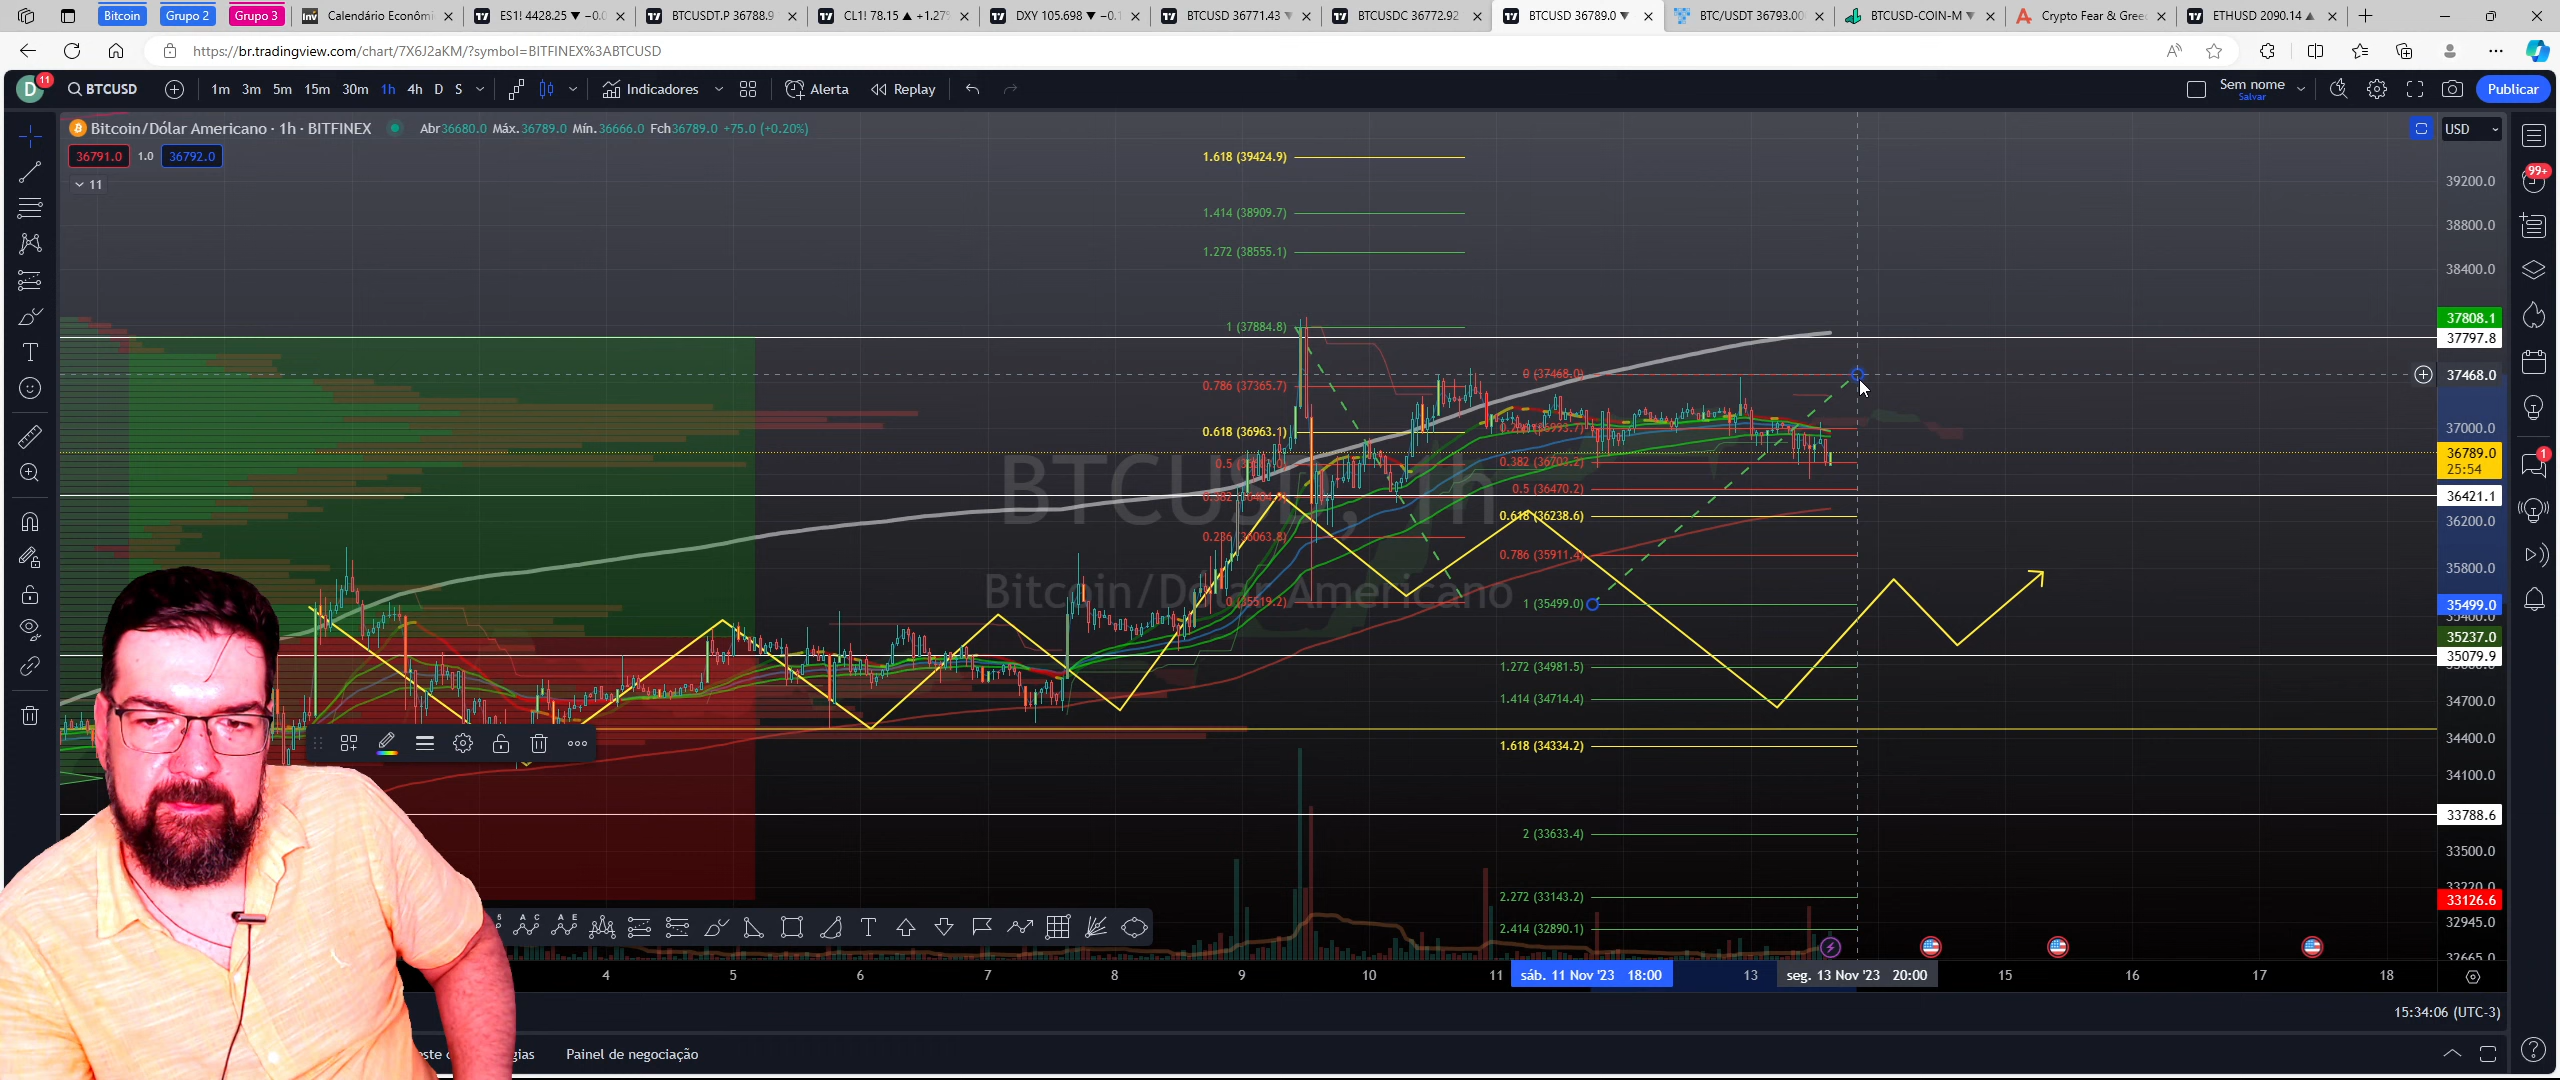 Bitcoin Grupo 2 Grupo 3 Calendário Econômi ES1! 4428.25 ▼ −0.0 BTCUSDT.P 36788.9 CL1! 78.15 ▲ +1.27% DXY 105.698 ▼ −0.1 BTCUSD 36771.43 ▼ BTCUSDC 36772.92 BTCUSD 36789.0 ▼ BTC/USDT 36793.00 BTCUSD-COIN-M ▼ Crypto Fear & Gree ETHUSD 2090.14 ▲
https://br.tradingview.com/chart/7X6J2aKM/?symbol=BITFINEX%3ABTCUSD
D 11 BTCUSD 1m 3m 5m 15m 30m 1h 4h D S Indicadores Alerta Replay Sem nome Salvar Publicar
Bitcoin/Dólar Americano · 1h · BITFINEX Abr36680.0 Máx.36789.0 Mín.36666.0 Fch36789.0 +75.0 (+0.20%) USD
36791.0 1.0 36792.0
11
1.618 (39424.9)
99+
39200.0
1.414 (38909.7)
38800.0
1.272 (38555.1)
38400.0
37808.1
1 (37884.8)
37797.8
0 (37468.0) 37468.0
0.786 (37365.7)
0.618 (36963.1) 37000.0
36789.0
25:54
1
0.382 (36703.2)
BTCUSD, 1h
0.5 (36470.2)
36421.1
0.618 (36238.6) 36200.0
0.236 (36063.8)
0.786 (35911.4) 35800.0
Bitcoin/Dólar Americano
0 (35519.2) 1 (35499.0) 35499.0
35400.0
35237.0
35079.9
1.272 (34981.5)
1.414 (34714.4) 34700.0
1.618 (34334.2) 34400.0
34100.0
33788.6
2 (33633.4)
33500.0
33220.0
2.272 (33143.2) 33126.6
2.414 (32890.1) 32945.0
32665.0
4 5 6 7 8 9 10 11 sáb. 11 Nov '23 18:00 13 seg. 13 Nov '23 20:00 15 16 17 18
15:34:06 (UTC-3)
Painel de negociação